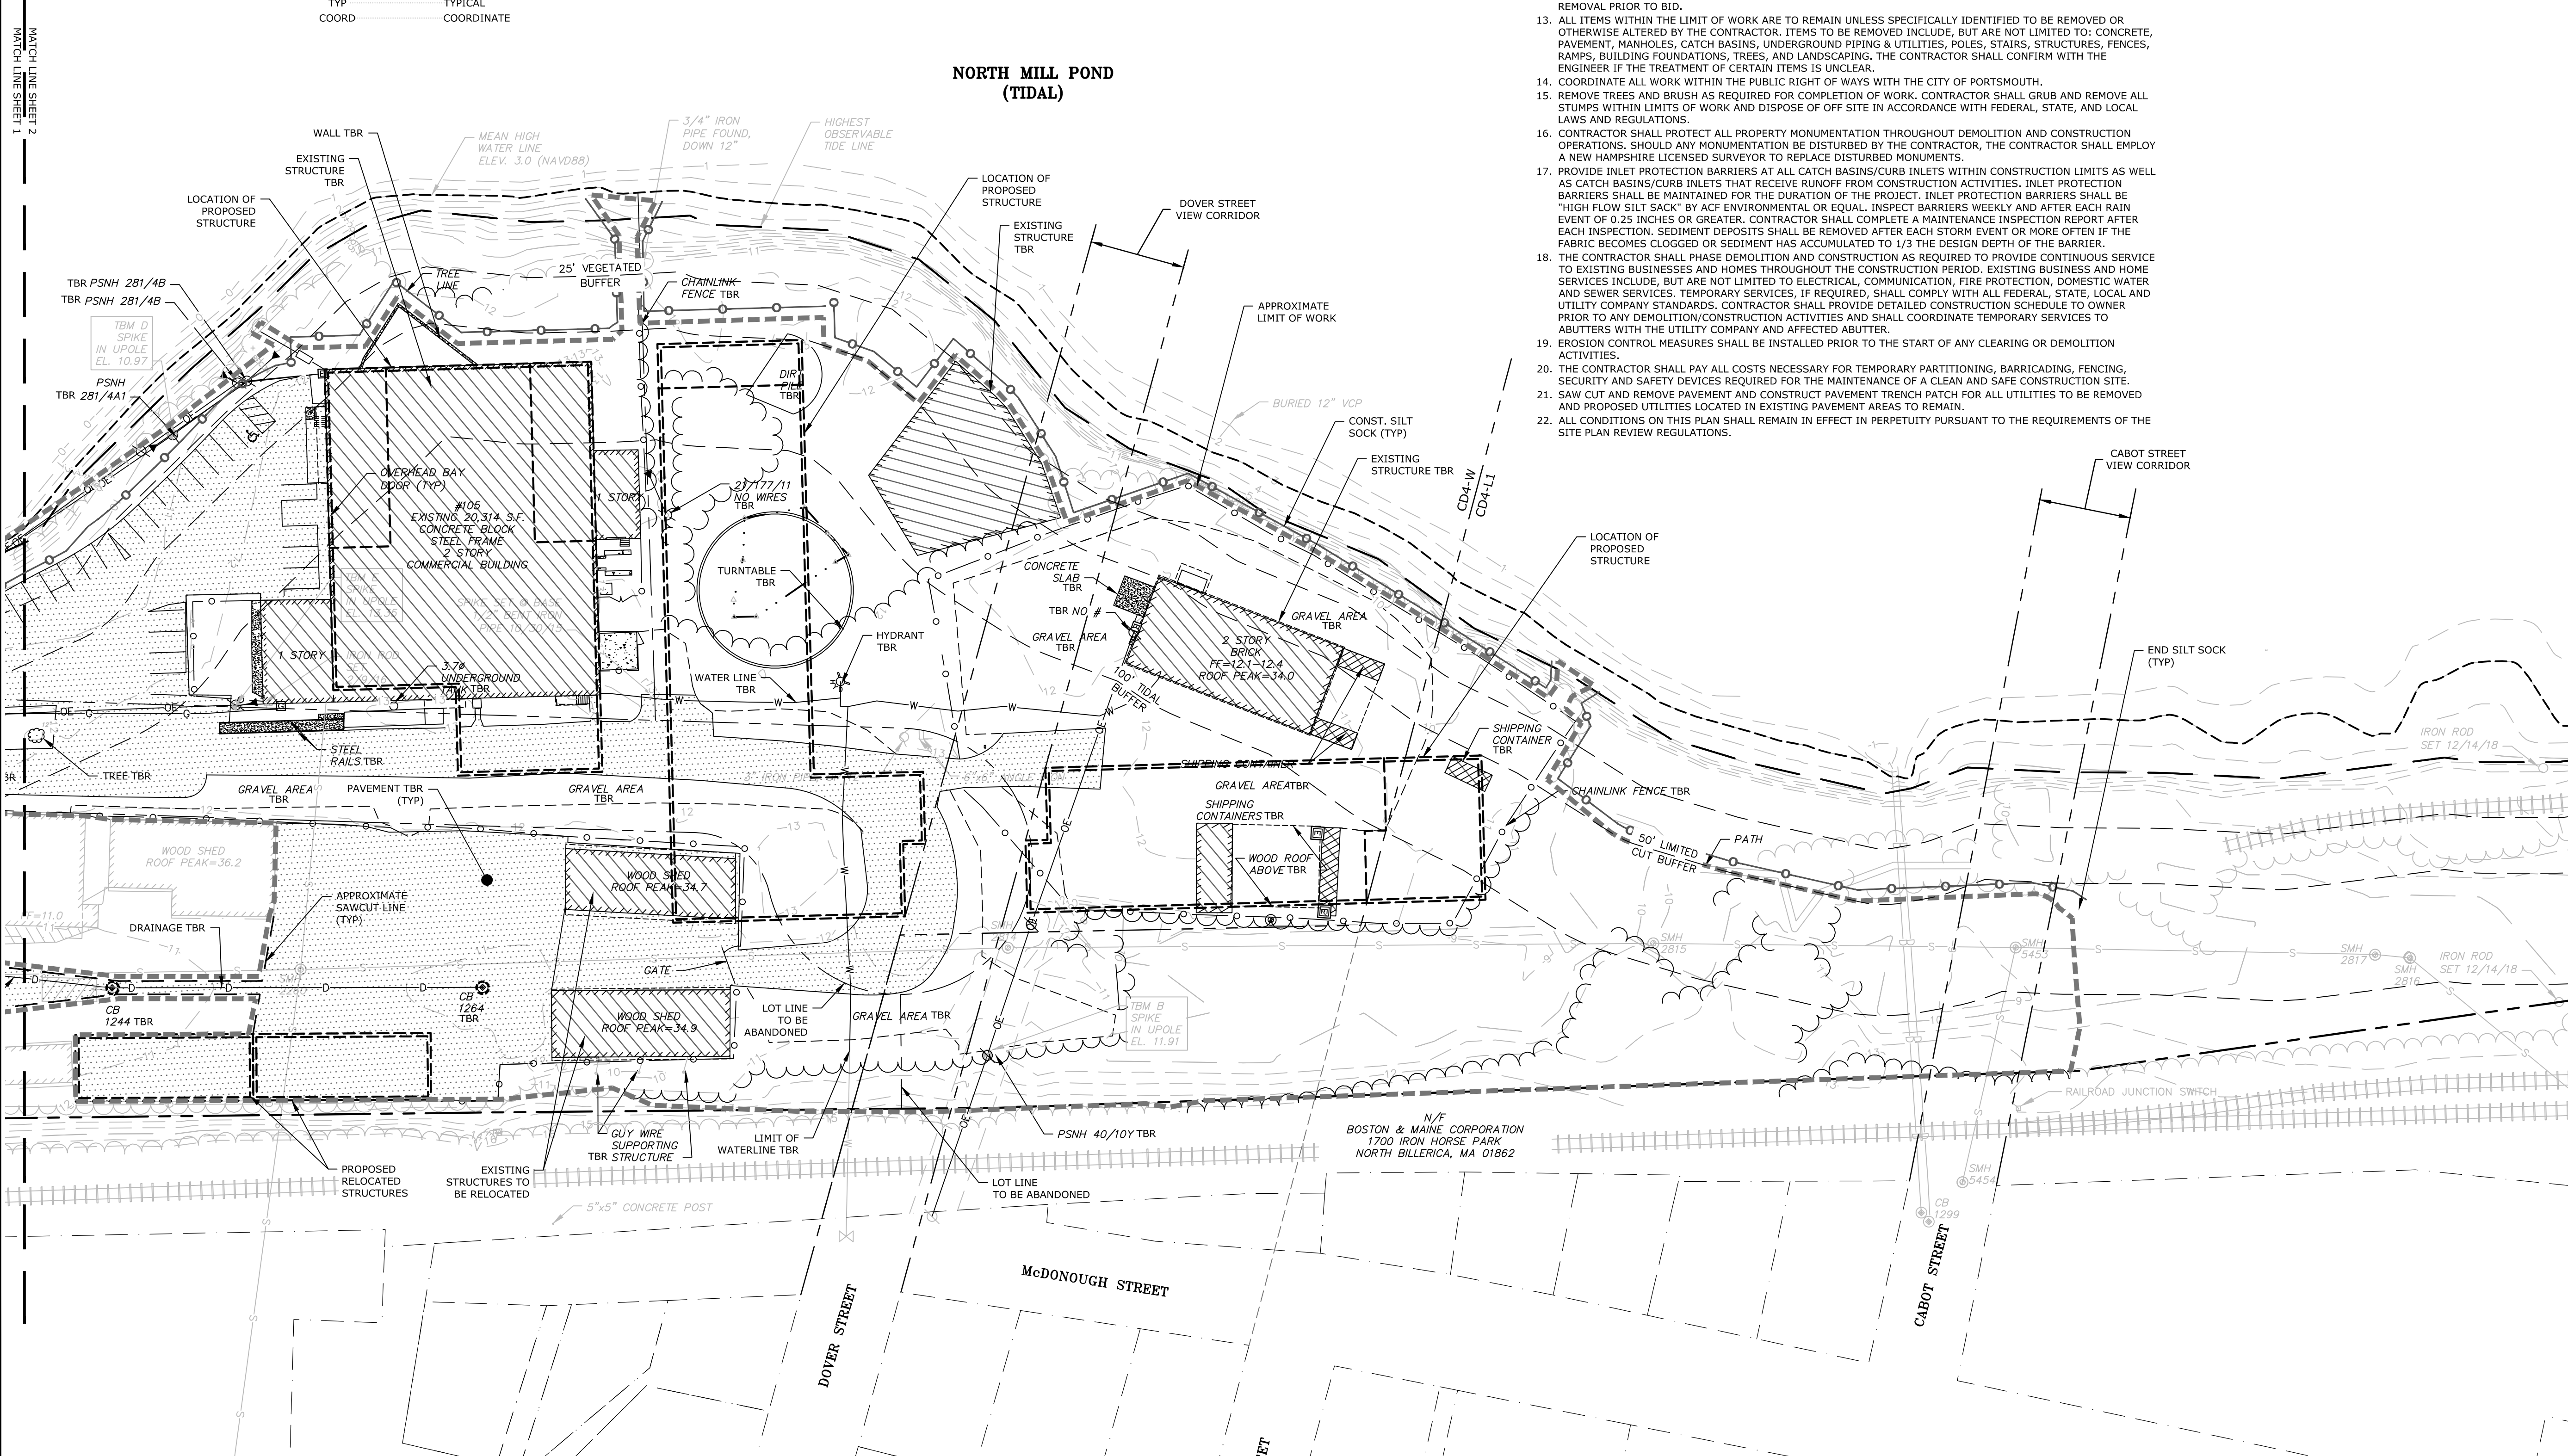 TYP TYPICAL
COORD COORDINATE
MATCH LINE SHEET 2
MATCH LINE SHEET 1
NORTH MILL POND
(TIDAL)
REMOVAL PRIOR TO BID.
13. ALL ITEMS WITHIN THE LIMIT OF WORK ARE TO REMAIN UNLESS SPECIFICALLY IDENTIFIED TO BE REMOVED OR
OTHERWISE ALTERED BY THE CONTRACTOR. ITEMS TO BE REMOVED INCLUDE, BUT ARE NOT LIMITED TO: CONCRETE,
PAVEMENT, MANHOLES, CATCH BASINS, UNDERGROUND PIPING & UTILITIES, POLES, STAIRS, STRUCTURES, FENCES,
RAMPS, BUILDING FOUNDATIONS, TREES, AND LANDSCAPING. THE CONTRACTOR SHALL CONFIRM WITH THE
ENGINEER IF THE TREATMENT OF CERTAIN ITEMS IS UNCLEAR.
14. COORDINATE ALL WORK WITHIN THE PUBLIC RIGHT OF WAYS WITH THE CITY OF PORTSMOUTH.
15. REMOVE TREES AND BRUSH AS REQUIRED FOR COMPLETION OF WORK. CONTRACTOR SHALL GRUB AND REMOVE ALL
STUMPS WITHIN LIMITS OF WORK AND DISPOSE OF OFF SITE IN ACCORDANCE WITH FEDERAL, STATE, AND LOCAL
LAWS AND REGULATIONS.
16. CONTRACTOR SHALL PROTECT ALL PROPERTY MONUMENTATION THROUGHOUT DEMOLITION AND CONSTRUCTION
OPERATIONS. SHOULD ANY MONUMENTATION BE DISTURBED BY THE CONTRACTOR, THE CONTRACTOR SHALL EMPLOY
A NEW HAMPSHIRE LICENSED SURVEYOR TO REPLACE DISTURBED MONUMENTS.
17. PROVIDE INLET PROTECTION BARRIERS AT ALL CATCH BASINS/CURB INLETS WITHIN CONSTRUCTION LIMITS AS WELL
AS CATCH BASINS/CURB INLETS THAT RECEIVE RUNOFF FROM CONSTRUCTION ACTIVITIES. INLET PROTECTION
BARRIERS SHALL BE MAINTAINED FOR THE DURATION OF THE PROJECT. INLET PROTECTION BARRIERS SHALL BE
"HIGH FLOW SILT SACK" BY ACF ENVIRONMENTAL OR EQUAL. INSPECT BARRIERS WEEKLY AND AFTER EACH RAIN
EVENT OF 0.25 INCHES OR GREATER. CONTRACTOR SHALL COMPLETE A MAINTENANCE INSPECTION REPORT AFTER
EACH INSPECTION. SEDIMENT DEPOSITS SHALL BE REMOVED AFTER EACH STORM EVENT OR MORE OFTEN IF THE
FABRIC BECOMES CLOGGED OR SEDIMENT HAS ACCUMULATED TO 1/3 THE DESIGN DEPTH OF THE BARRIER.
18. THE CONTRACTOR SHALL PHASE DEMOLITION AND CONSTRUCTION AS REQUIRED TO PROVIDE CONTINUOUS SERVICE
TO EXISTING BUSINESSES AND HOMES THROUGHOUT THE CONSTRUCTION PERIOD. EXISTING BUSINESS AND HOME
SERVICES INCLUDE, BUT ARE NOT LIMITED TO ELECTRICAL, COMMUNICATION, FIRE PROTECTION, DOMESTIC WATER
AND SEWER SERVICES. TEMPORARY SERVICES, IF REQUIRED, SHALL COMPLY WITH ALL FEDERAL, STATE, LOCAL AND
UTILITY COMPANY STANDARDS. CONTRACTOR SHALL PROVIDE DETAILED CONSTRUCTION SCHEDULE TO OWNER
PRIOR TO ANY DEMOLITION/CONSTRUCTION ACTIVITIES AND SHALL COORDINATE TEMPORARY SERVICES TO
ABUTTERS WITH THE UTILITY COMPANY AND AFFECTED ABUTTER.
19. EROSION CONTROL MEASURES SHALL BE INSTALLED PRIOR TO THE START OF ANY CLEARING OR DEMOLITION
ACTIVITIES.
20. THE CONTRACTOR SHALL PAY ALL COSTS NECESSARY FOR TEMPORARY PARTITIONING, BARRICADING, FENCING,
SECURITY AND SAFETY DEVICES REQUIRED FOR THE MAINTENANCE OF A CLEAN AND SAFE CONSTRUCTION SITE.
21. SAW CUT AND REMOVE PAVEMENT AND CONSTRUCT PAVEMENT TRENCH PATCH FOR ALL UTILITIES TO BE REMOVED
AND PROPOSED UTILITIES LOCATED IN EXISTING PAVEMENT AREAS TO REMAIN.
22. ALL CONDITIONS ON THIS PLAN SHALL REMAIN IN EFFECT IN PERPETUITY PURSUANT TO THE REQUIREMENTS OF THE
SITE PLAN REVIEW REGULATIONS.
WALL TBR
EXISTING
STRUCTURE
TBR
LOCATION OF
PROPOSED
STRUCTURE
MEAN HIGH
WATER LINE
ELEV. 3.0 (NAVD88)
3/4" IRON
PIPE FOUND,
DOWN 12"
HIGHEST
OBSERVABLE
TIDE LINE
LOCATION OF
PROPOSED
STRUCTURE
EXISTING
STRUCTURE
TBR
DOVER STREET
VIEW CORRIDOR
APPROXIMATE
LIMIT OF WORK
TBR PSNH 281/4B
TBR PSNH 281/4B
TBM D
SPIKE
IN UPOLE
EL. 10.97
PSNH
TBR 281/4A1
TREE
LINE
25' VEGETATED
BUFFER
CHAINLINK
FENCE TBR
DIR
PILE
TBR
BURIED 12" VCP
CONST. SILT
SOCK (TYP)
EXISTING
STRUCTURE TBR
CD4-W
CD4-L1
CABOT STREET
VIEW CORRIDOR
LOCATION OF
PROPOSED
STRUCTURE
OVERHEAD BAY
DOOR (TYP)
#105
EXISTING 20,314 S.F.
CONCRETE BLOCK
STEEL FRAME
2 STORY
COMMERCIAL BUILDING
1 STORY
21/177/11
NO WIRES
TBR
TURNTABLE
TBR
TBM E
SPIKE
IN UPOLE
EL. 13.35
SPIKE SET @ BASE
1/2" BENT IRON
PIPE 10/30/15
IRON ROD
SET
1 STORY
3.7ø
UNDERGROUND
TANK TBR
HYDRANT
TBR
WATER LINE
TBR
CONCRETE
SLAB
TBR
TBR NO #
GRAVEL AREA
TBR
GRAVEL AREA
TBR
2 STORY
BRICK
FF=12.1-12.4
ROOF PEAK=34.0
100' TIDAL
BUFFER
END SILT SOCK
(TYP)
IRON ROD
SET 12/14/18
STEEL
RAILS TBR
TREE TBR
GRAVEL AREA
TBR
PAVEMENT TBR
(TYP)
GRAVEL AREA
TBR
SHIPPING CONTAINER
GRAVEL AREATBR
SHIPPING
CONTAINER
TBR
SHIPPING
CONTAINERS TBR
WOOD ROOF
ABOVE TBR
CHAINLINK FENCE TBR
50' LIMITED
CUT BUFFER
PATH
WOOD SHED
ROOF PEAK=36.2
WOOD SHED
ROOF PEAK=34.7
APPROXIMATE
SAWCUT LINE
(TYP)
DRAINAGE TBR
GATE
CB
1244 TBR
CB
1264
TBR
WOOD SHED
ROOF PEAK=34.9
LOT LINE
TO BE
ABANDONED
GRAVEL AREA TBR
TBM B
SPIKE
IN UPOLE
EL. 11.91
SMH
2815
SMH
5453
SMH
2817
SMH
2816
IRON ROD
SET 12/14/18
RAILROAD JUNCTION SWITCH
PROPOSED
RELOCATED
STRUCTURES
EXISTING
STRUCTURES TO
BE RELOCATED
GUY WIRE
SUPPORTING
TBR STRUCTURE
LIMIT OF
WATERLINE TBR
PSNH 40/10Y TBR
LOT LINE
TO BE ABANDONED
N/F
BOSTON & MAINE CORPORATION
1700 IRON HORSE PARK
NORTH BILLERICA, MA 01862
5"x5" CONCRETE POST
SMH
5454
CB
1299
DOVER STREET
McDONOUGH STREET
CABOT STREET